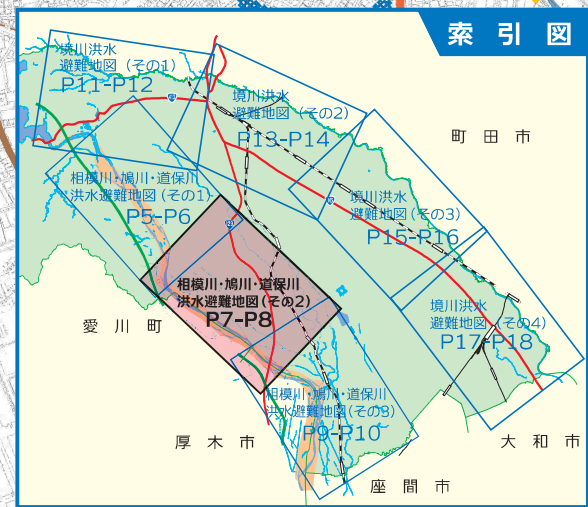 索引図
境川洪水
避難地図（その1）
P11-P12
境川洪水
避難地図（その2）
P13-P14
町田市
相模川・鳩川・道保川
洪水避難地図（その1）
P5-P6
境川洪水
避難地図（その3）
P15-P16
相模川・鳩川・道保川
洪水避難地図（その2）
P7-P8
愛川町
境川洪水
避難地図（その4）
P17-P18
相模川・鳩川・道保川
洪水避難地図（その3）
P9-P10
厚木市
大和市
座間市